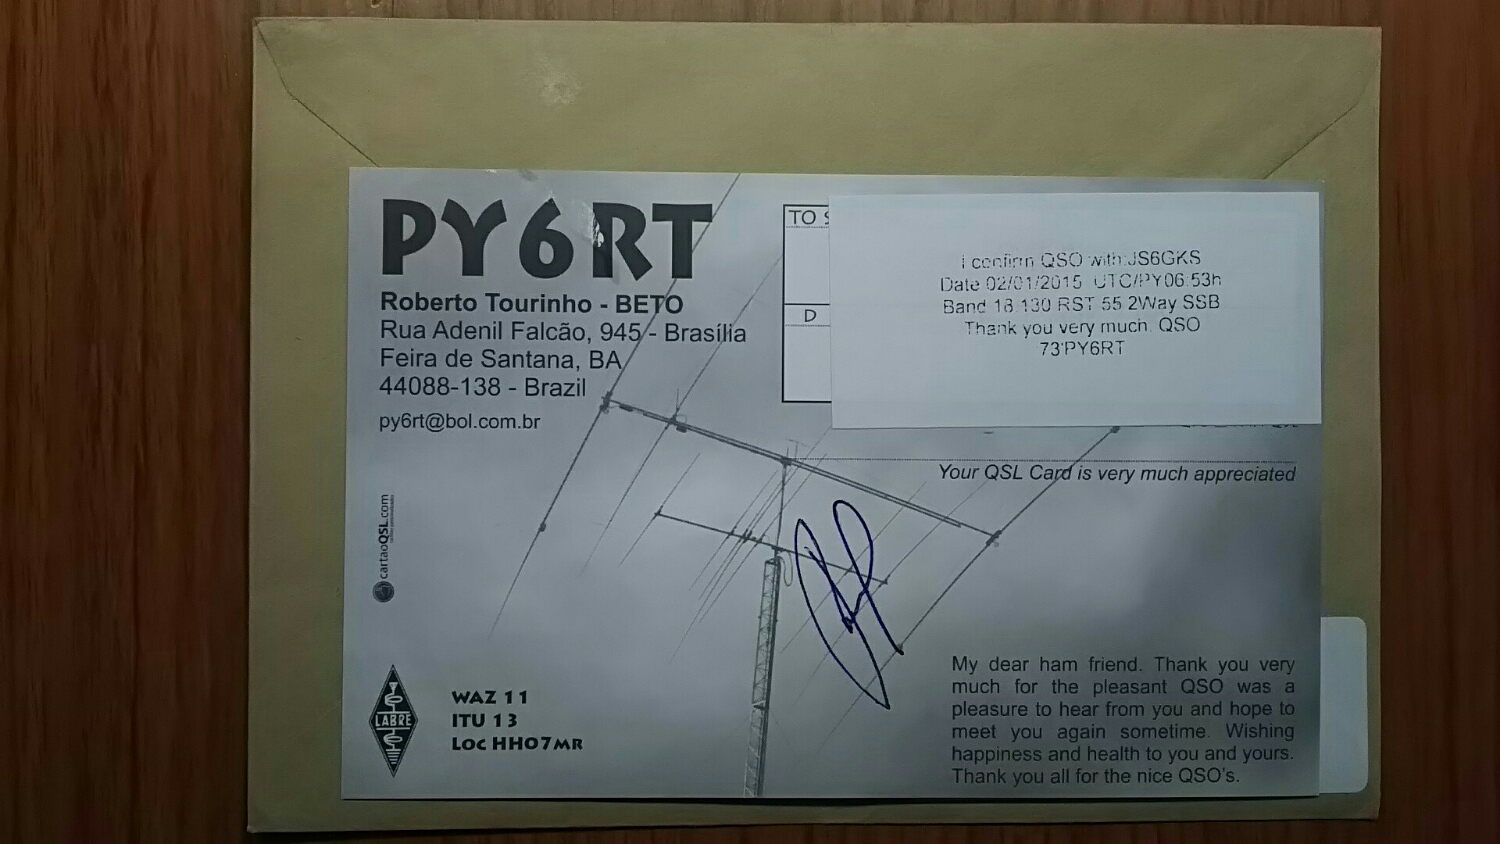 PY6RT
Roberto Tourinho - BETO
Rua Adenil Falcão, 945 - Brasília
Feira de Santana, BA
44088-138 - Brazil
py6rt@bol.com.br
TO
D
I confirm QSO with:JS6GKS
Date 02/01/2015 UTC/PY06:53h
Band 18.130 RST 55 2Way SSB
Thank you very much. QSO
73'PY6RT
Your QSL Card is very much appreciated
cartaoQSL.com
LABRE
WAZ 11
ITU 13
Loc HH07MR
My dear ham friend. Thank you very
much for the pleasant QSO was a
pleasure to hear from you and hope to
meet you again sometime. Wishing
happiness and health to you and yours.
Thank you all for the nice QSO's.